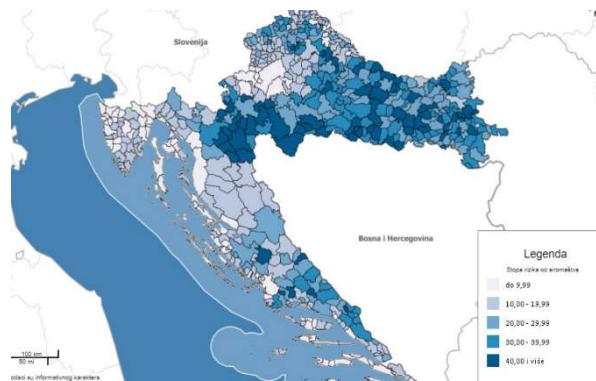 Slovenija
Bosna i Hercegovina
Legenda
Stopa rizika od siromaštva
do 9,99
10,00 - 19,99
20,00 - 29,99
30,00 - 39,99
40,00 i više
100 km
50 mi
odaci su informativnog karaktera